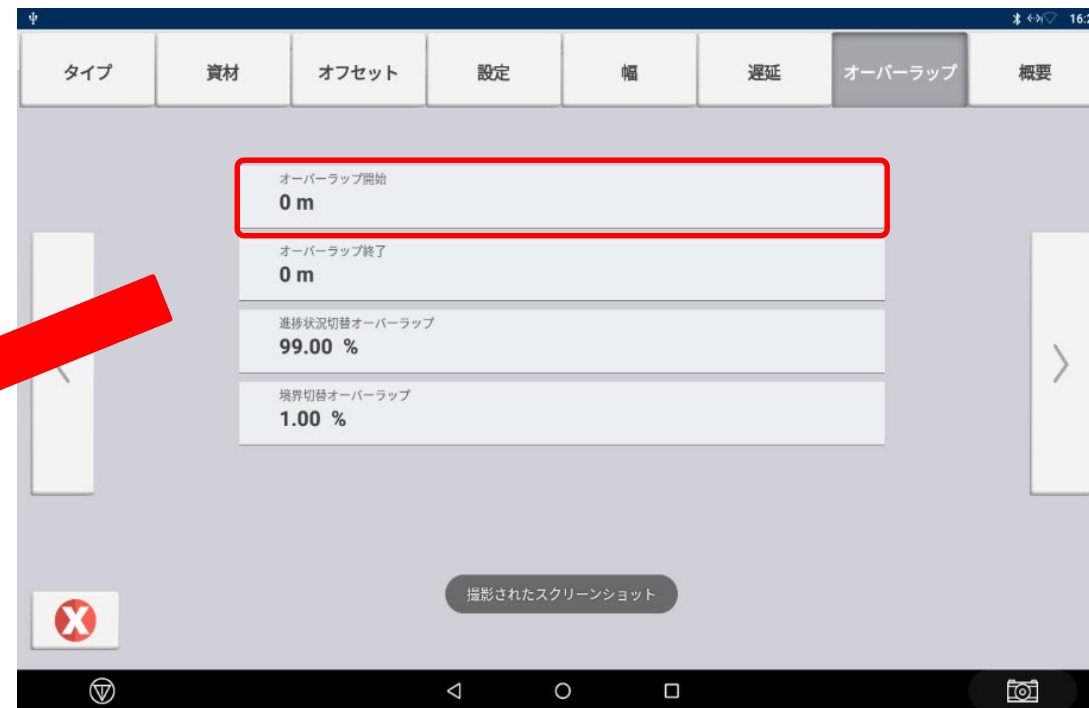 16:2
タイプ 資材 オフセット 設定 幅 遅延 オーバーラップ 概要
オーバーラップ開始
0 m
オーバーラップ終了
0 m
進捗状況切替オーバーラップ
99.00 %
境界切替オーバーラップ
1.00 %
撮影されたスクリーンショット